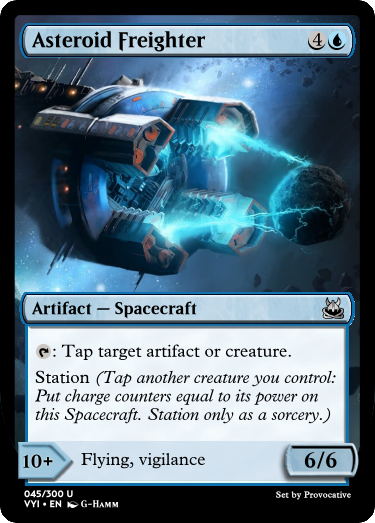 Asteroid Freighter 4
Artifact — Spacecraft
: Tap target artifact or creature.
Station (Tap another creature you control:
Put charge counters equal to its power on
this Spacecraft. Station only as a sorcery.)
10+ Flying, vigilance
6/6
045/300 U
VYI • EN G-Hamm
Set by Provocative